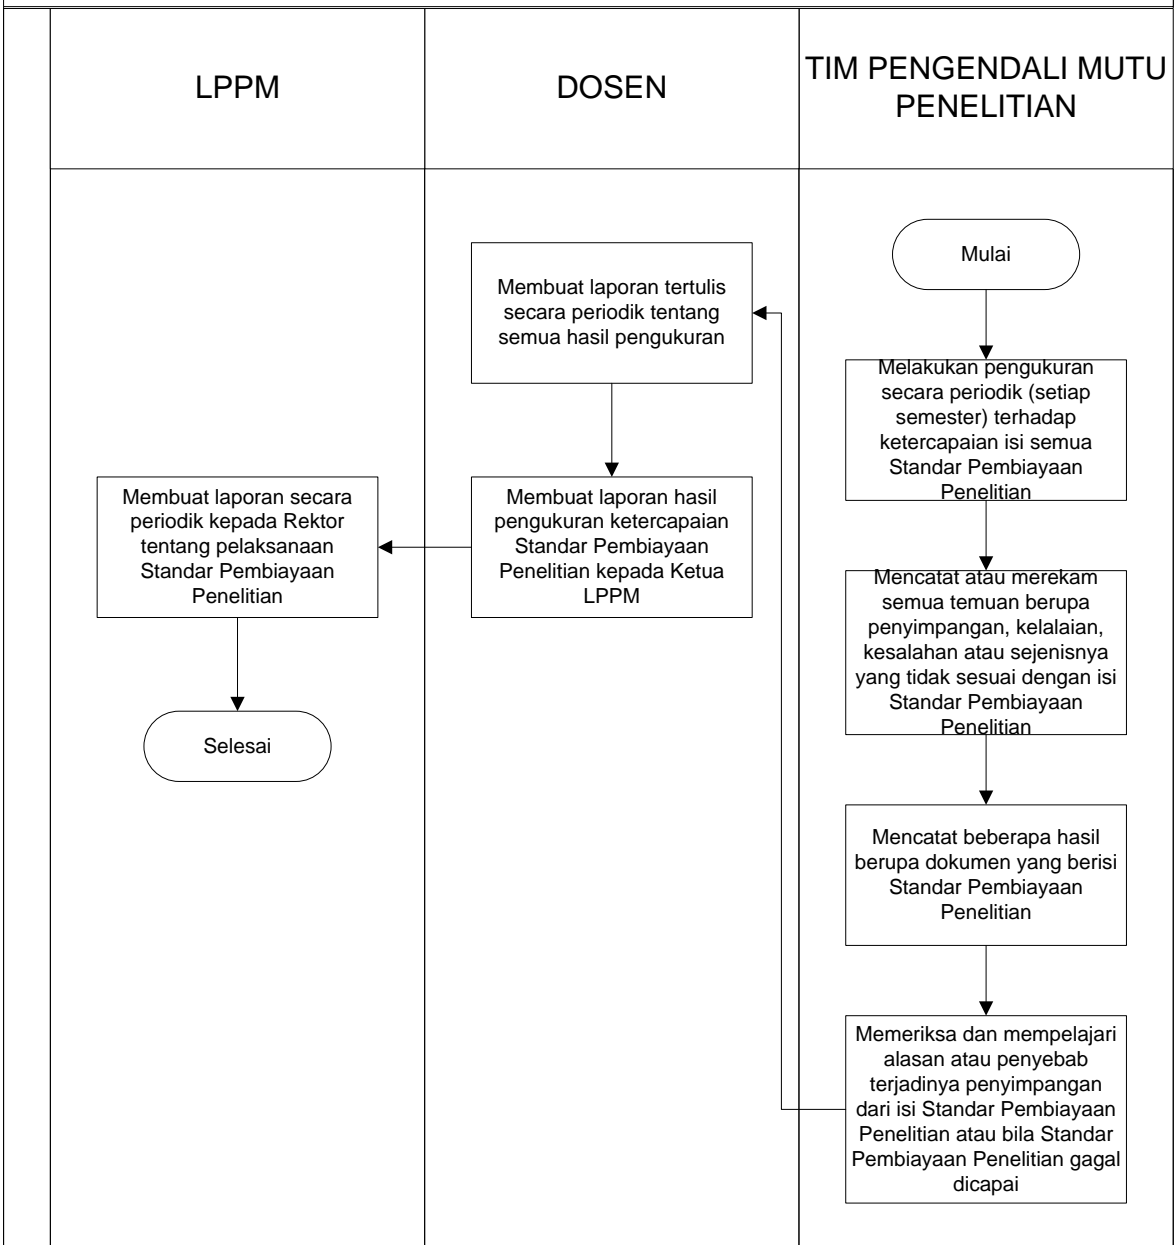 LPPM
DOSEN
TIM PENGENDALI MUTU
PENELITIAN
Mulai
Melakukan pengukuran
secara periodik (setiap
semester) terhadap
ketercapaian isi semua
Standar Pembiayaan
Penelitian
Mencatat atau merekam
semua temuan berupa
penyimpangan, kelalaian,
kesalahan atau sejenisnya
yang tidak sesuai dengan isi
Standar Pembiayaan
Penelitian
Mencatat beberapa hasil
berupa dokumen yang berisi
Standar Pembiayaan
Penelitian
Memeriksa dan mempelajari
alasan atau penyebab
terjadinya penyimpangan
dari isi Standar Pembiayaan
Penelitian atau bila Standar
Pembiayaan Penelitian gagal
dicapai
Membuat laporan tertulis
secara periodik tentang
semua hasil pengukuran
Membuat laporan hasil
pengukuran ketercapaian
Standar Pembiayaan
Penelitian kepada Ketua
LPPM
Membuat laporan secara
periodik kepada Rektor
tentang pelaksanaan
Standar Pembiayaan
Penelitian
Selesai